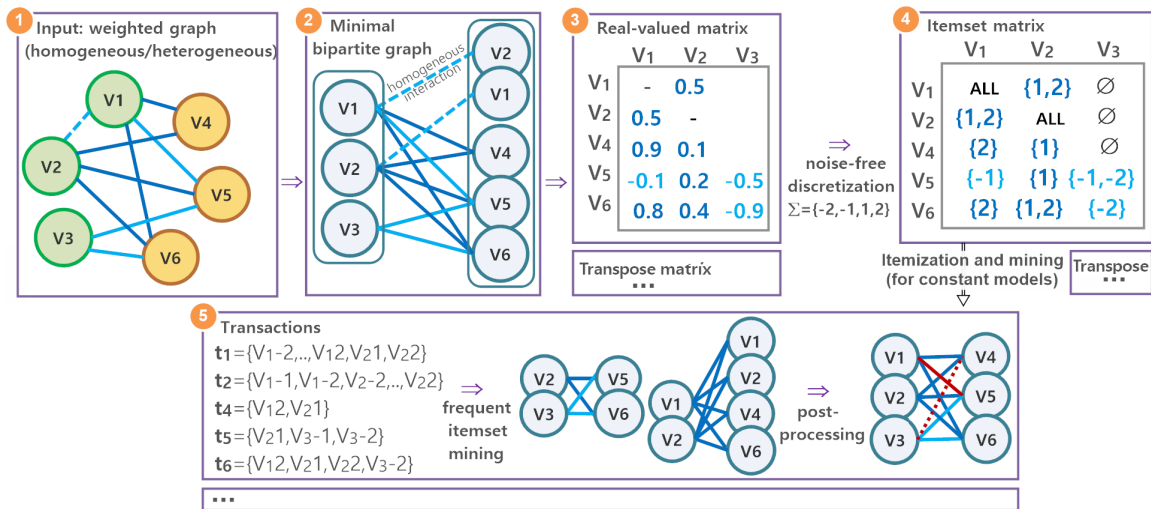 1
Input: weighted graph
(homogeneous/heterogeneous)
V1
V4
V2
V5
V3
V6
⇒
2
Minimal
bipartite graph
homogeneous
interaction
V1
V2
V3
V2
V1
V4
V5
V6
⇒
3
Real-valued matrix
V1 V2 V3
V1 - 0.5
V2 0.5 -
V4 0.9 0.1
V5 -0.1 0.2 -0.5
V6 0.8 0.4 -0.9
Transpose matrix
...
⇒
noise-free
discretization
Σ={-2,-1,1,2}
4
Itemset matrix
V1 V2 V3
V1 ALL {1,2} ∅
V2 {1,2} ALL ∅
V4 {2} {1} ∅
V5 {-1} {1} {-1,-2}
V6 {2} {1,2} {-2}
Itemization and mining
(for constant models)
Transpose
...
5
Transactions
t1={V1-2,..,V12,V21,V22}
t2={V1-1,V1-2,V2-2,..,V22}
t4={V12,V21}
t5={V21,V3-1,V3-2}
t6={V12,V21,V22,V3-2}
⇒
frequent
itemset
mining
V2
V5
V3
V6
V1
V2
V1
V2
V4
V6
⇒
post-
processing
V1
V4
V2
V5
V3
V6
...